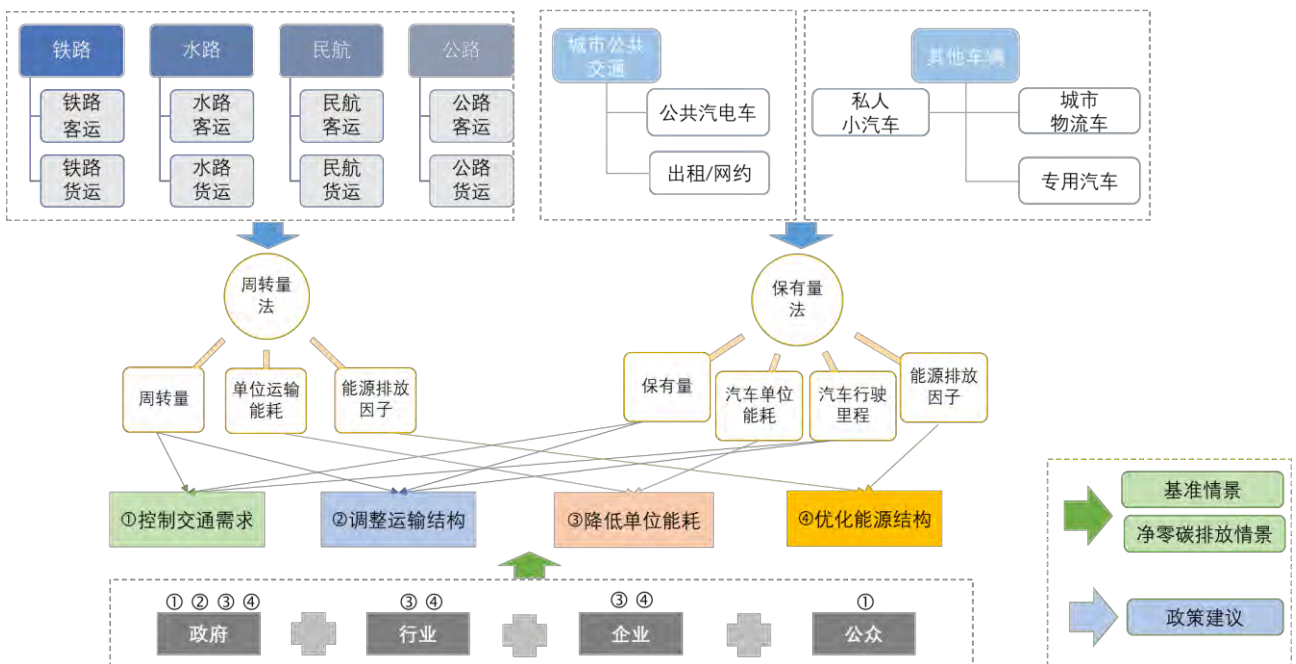 铁路
水路
民航
公路
铁路
客运
水路
客运
民航
客运
公路
客运
铁路
货运
水路
货运
民航
货运
公路
货运
城市公共
交通
公共汽电车
出租/网约
其他车辆
私人
小汽车
城市
物流车
专用汽车
周转量
法
保有量
法
周转量
单位运输
能耗
能源排放
因子
保有量
汽车单位
能耗
汽车行驶
里程
能源排放
因子
①控制交通需求
②调整运输结构
③降低单位能耗
④优化能源结构
①②③④
政府
③④
行业
③④
企业
①
公众
基准情景
净零碳排放情景
政策建议